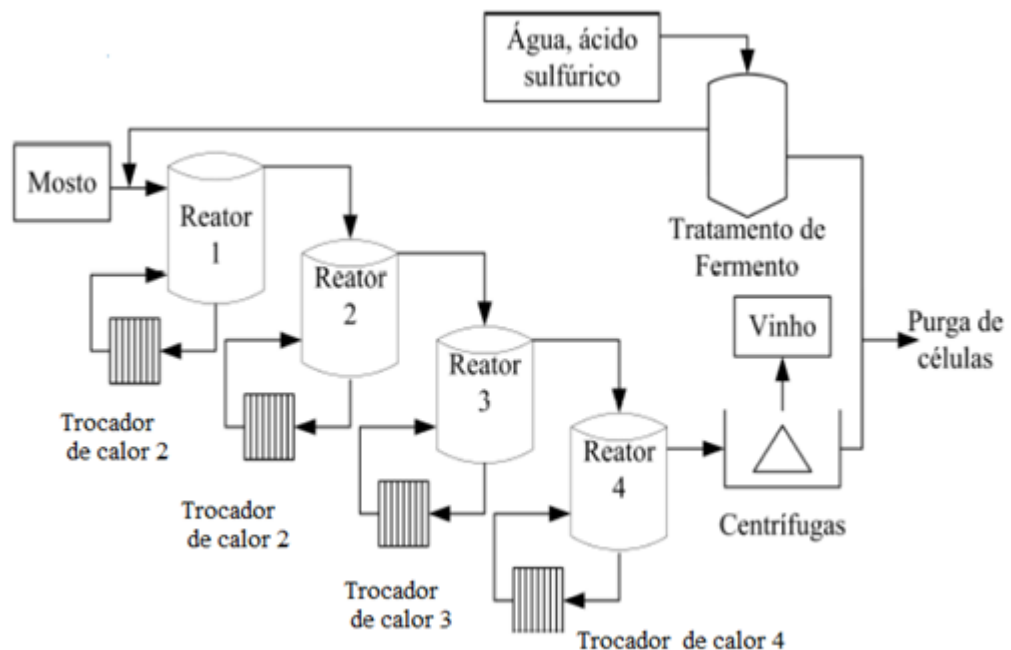 Água, ácido
sulfúrico
Mosto
Reator
1
Tratamento de
Fermento
Reator
2
Vinho
Purga de
células
Reator
3
Trocador
de calor 2
Reator
4
Trocador
de calor 2
Centrífugas
Trocador
de calor 3
Trocador de calor 4